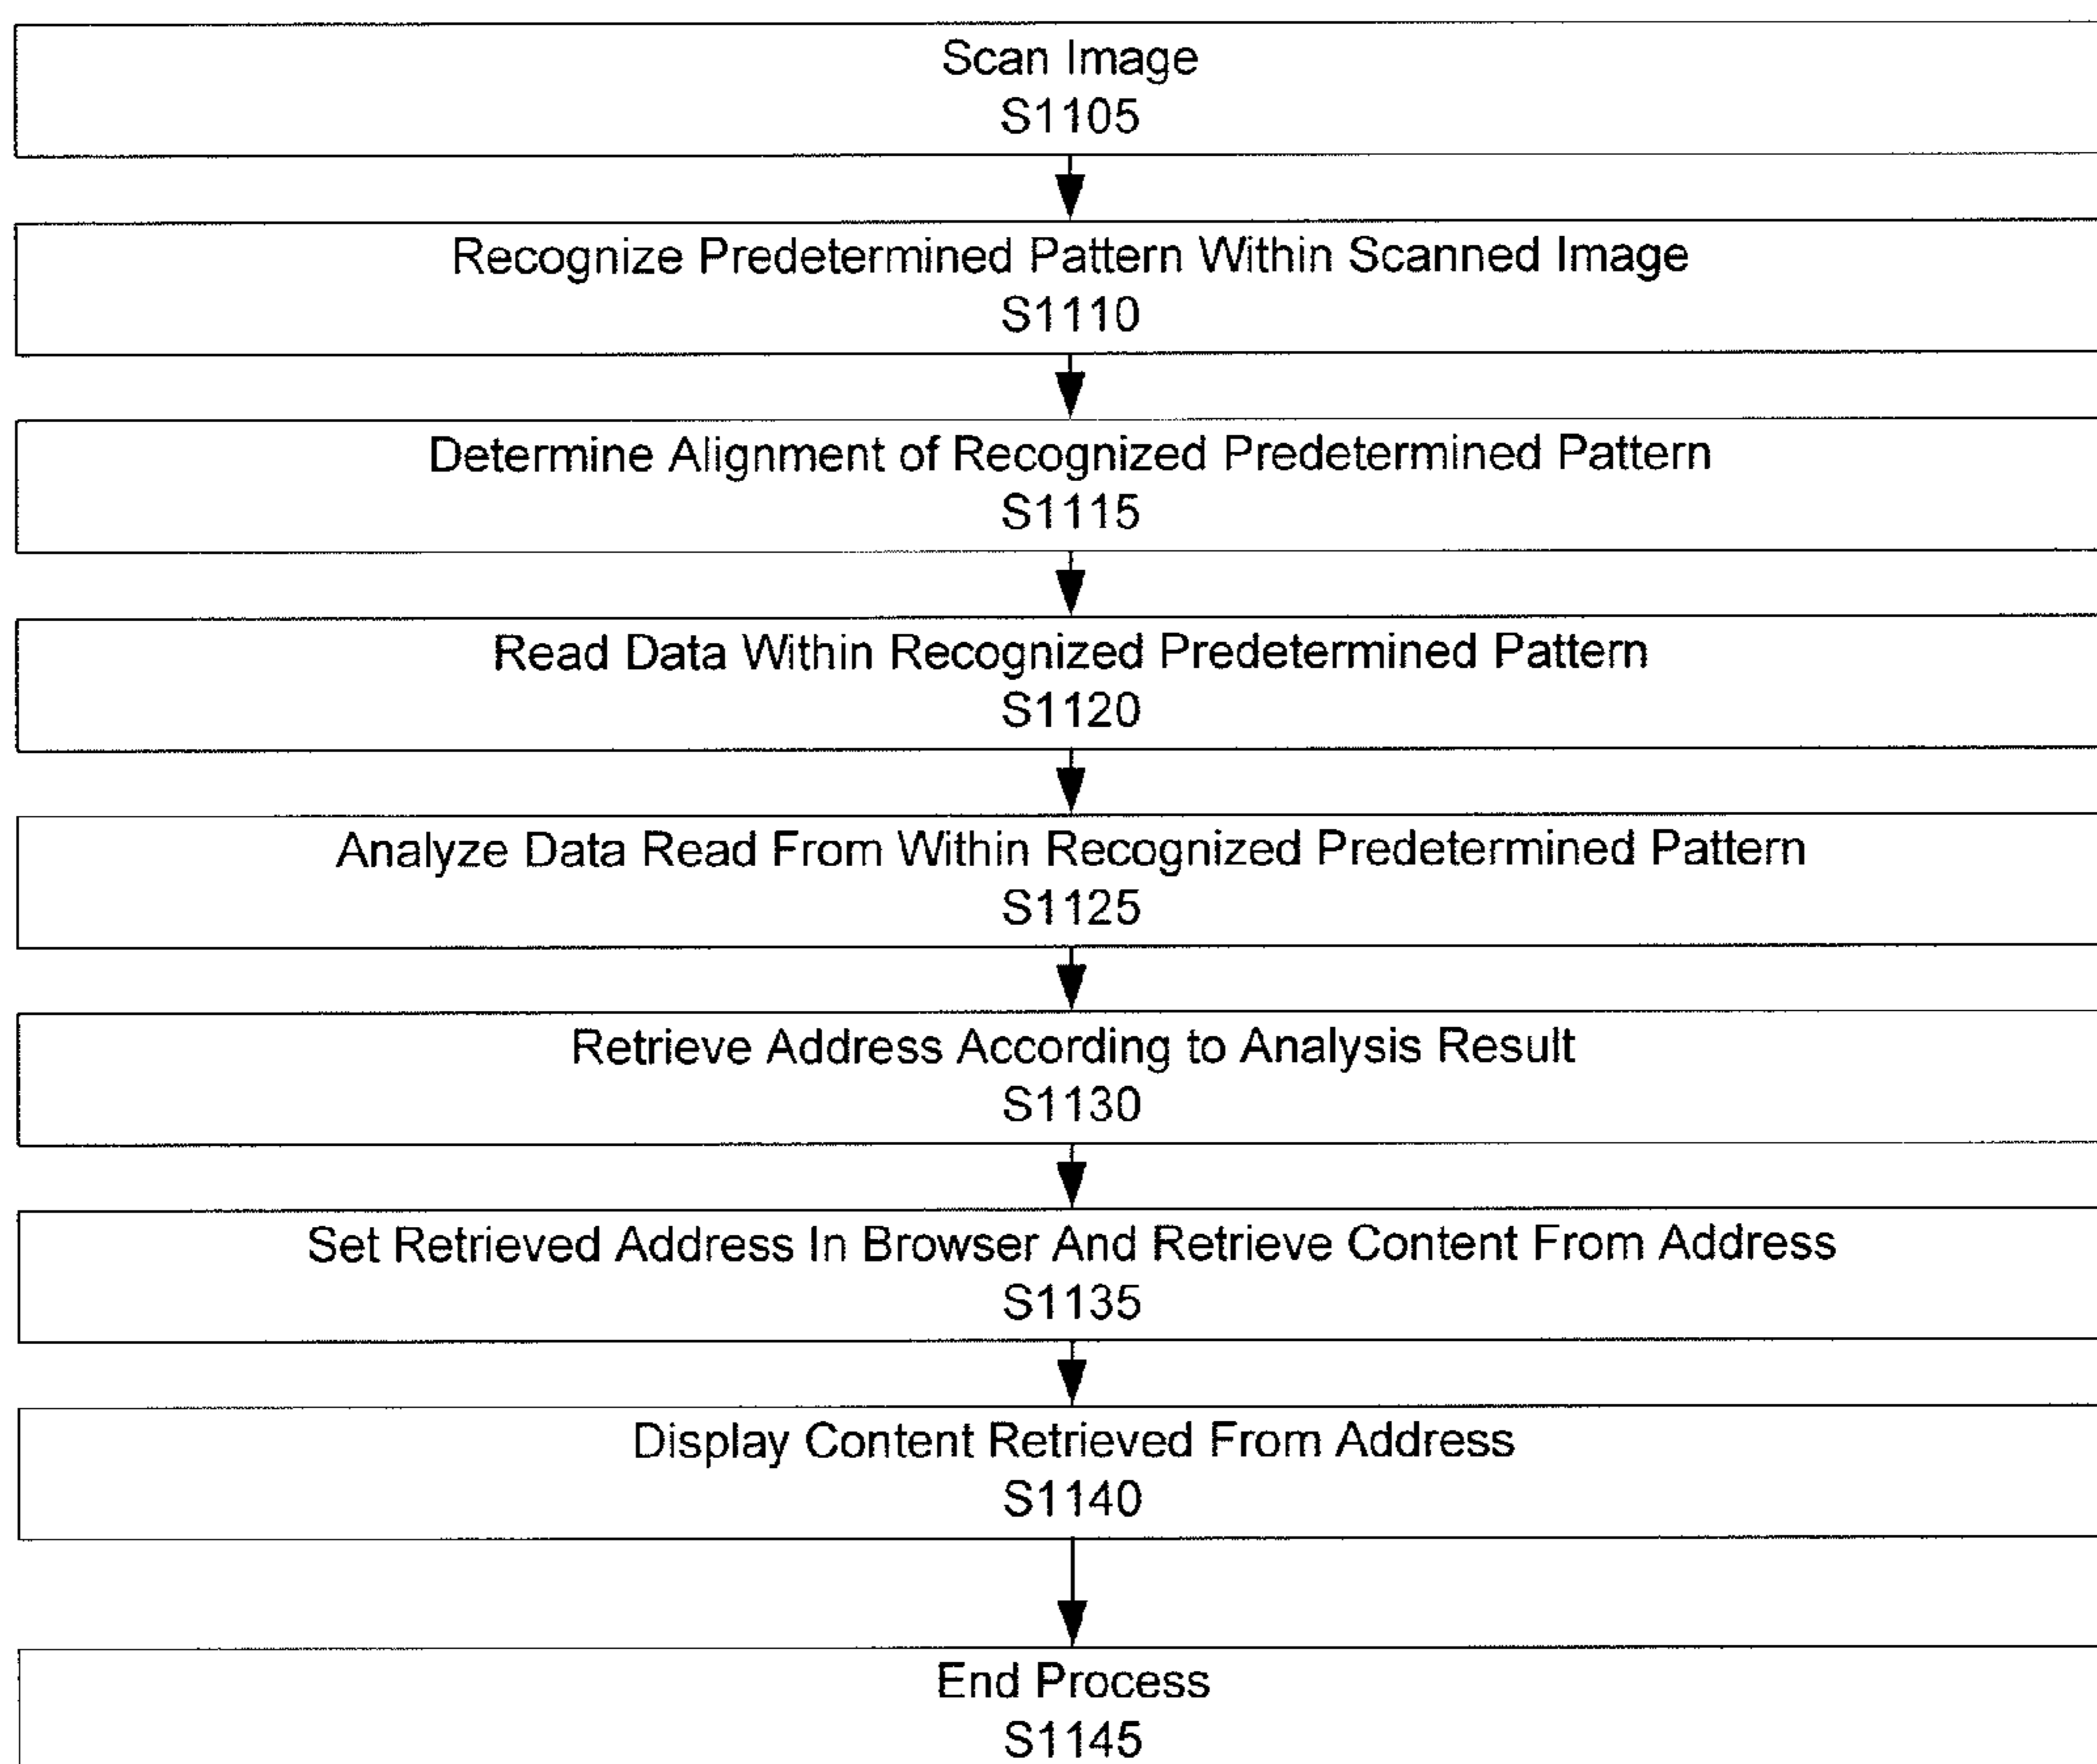 Scan Image
S1105
Recognize Predetermined Pattern Within Scanned Image
S1110
Determine Alignment of Recognized Predetermined Pattern
S1115
Read Data Within Recognized Predetermined Pattern
S1120
Analyze Data Read From Within Recognized Predetermined Pattern
S1125
Retrieve Address According to Analysis Result
S1130
Set Retrieved Address In Browser And Retrieve Content From Address
S1135
Display Content Retrieved From Address
S1140
End Process
S1145